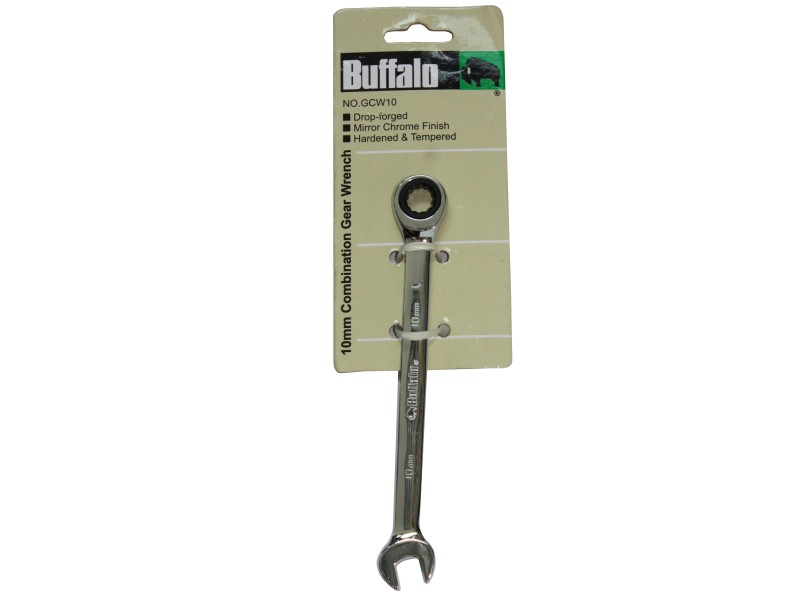 Buffalo
®
NO.GCW10
■ Drop-forged
■ Mirror Chrome Finish
■ Hardened & Tempered
10mm Combination Gear Wrench
10mm
Buffalo
10mm